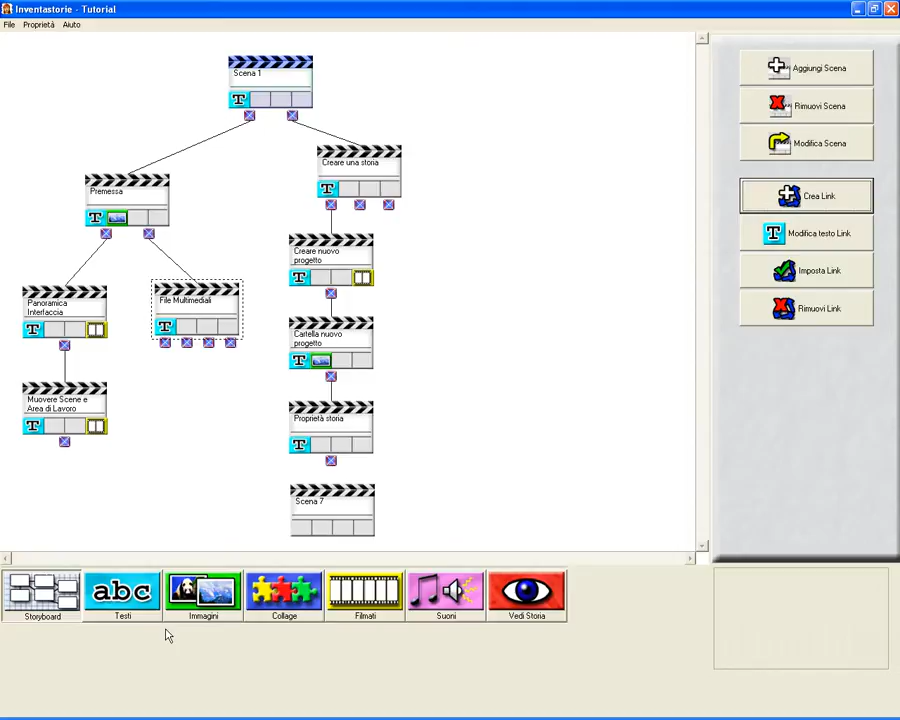 Inventastorie - Tutorial
File Proprietà Aiuto
Scena 1
T
Creare una storia
T
Premessa
T
Creare nuovo
progetto
T
Panoramica
Interfaccia
T
File Multimediali
T
Cartella nuovo
progetto
T
Muovere Scene e
Area di Lavoro
T
Proprietà storia
T
Scena 7
Aggiungi Scena
Rimuovi Scena
Modifica Scena
Crea Link
T Modifica testo Link
Imposta Link
Rimuovi Link
abc
Storyboard Testi Immagini Collage Filmati Suoni Vedi Storia